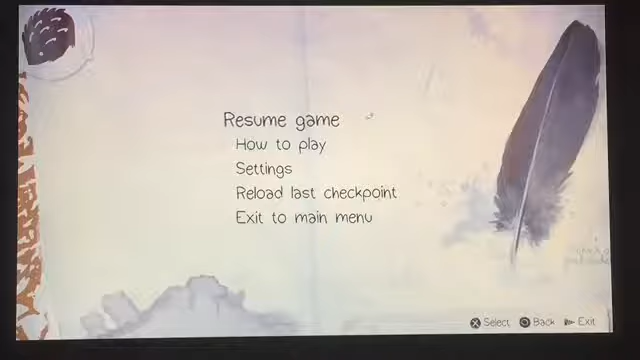 Resume game
How to play
Settings
Reload last checkpoint
Exit to main menu
Select Back Exit